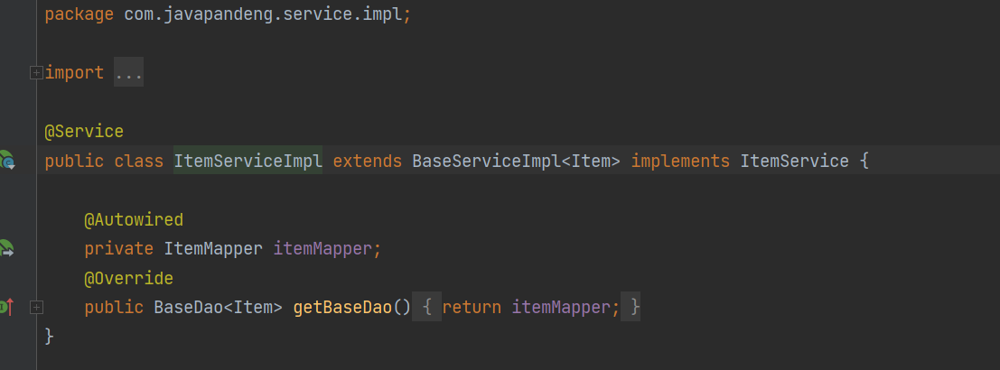 package com.javapandeng.service.impl;
import ...
@Service
public class ItemServiceImpl extends BaseServiceImpl<Item> implements ItemService {
@Autowired
private ItemMapper itemMapper;
@Override
public BaseDao<Item> getBaseDao() { return itemMapper; }
}